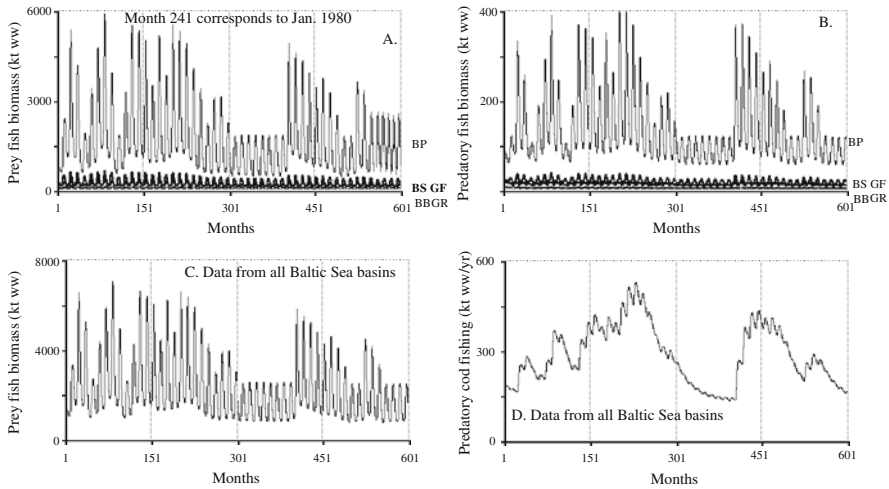 Month 241 corresponds to Jan. 1980
A.
Prey fish biomass (kt ww)
6000
3000
0
BP
BS GF
BBGR
1 151 301 451 601
Months
B.
Predatory fish biomass (kt ww)
400
200
0
BP
BS GF
BBGR
1 151 301 451 601
Months
C. Data from all Baltic Sea basins
Prey fish biomass (kt ww)
8000
4000
0
1 151 301 451 601
Months
Predatory cod fishing (kt ww/yr)
600
300
0
D. Data from all Baltic Sea basins
1 151 301 451 601
Months